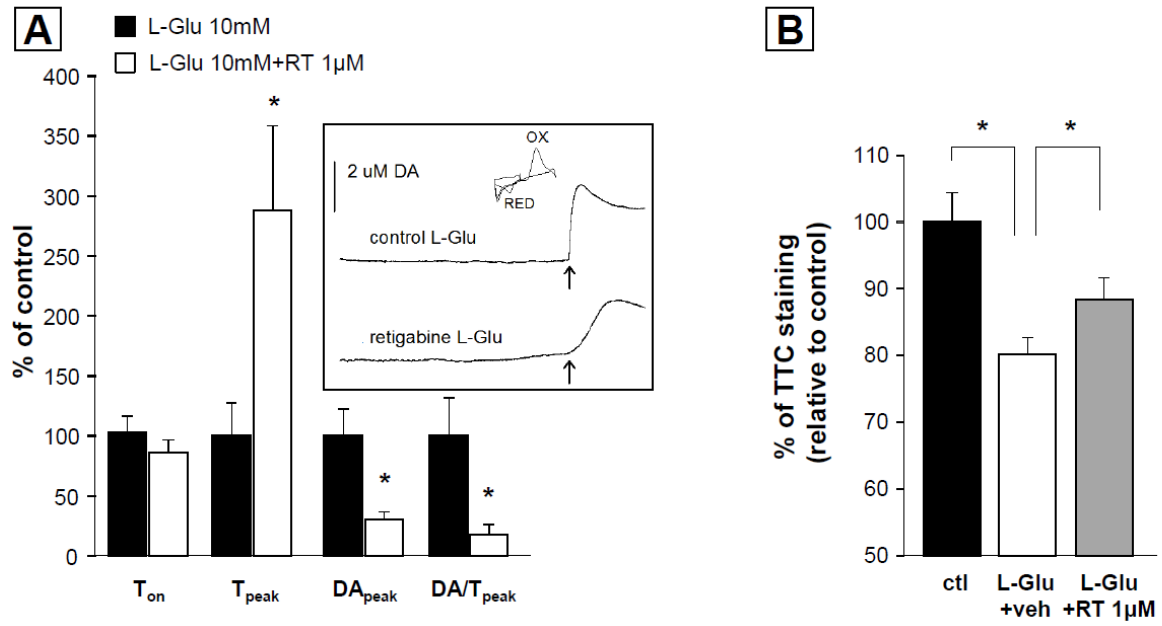 A
L-Glu 10mM
L-Glu 10mM+RT 1µM
% of control
400
350
300
250
200
150
100
50
0
*
*
*
2 uM DA
OX
RED
control L-Glu
retigabine L-Glu
T_on
T_peak
DA_peak
DA/T_peak
B
% of TTC staining
(relative to control)
110
100
90
80
70
60
50
*
*
ctl
L-Glu
+veh
L-Glu
+RT 1µM